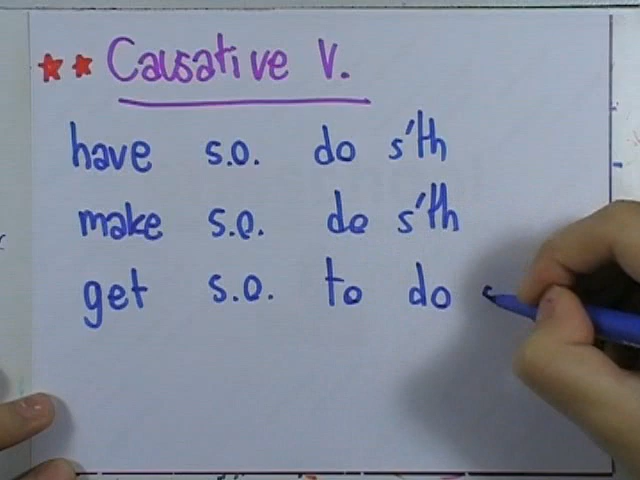 Causative V.
have s.o. do s'th
make s.o. do s'th
get s.o. to do s